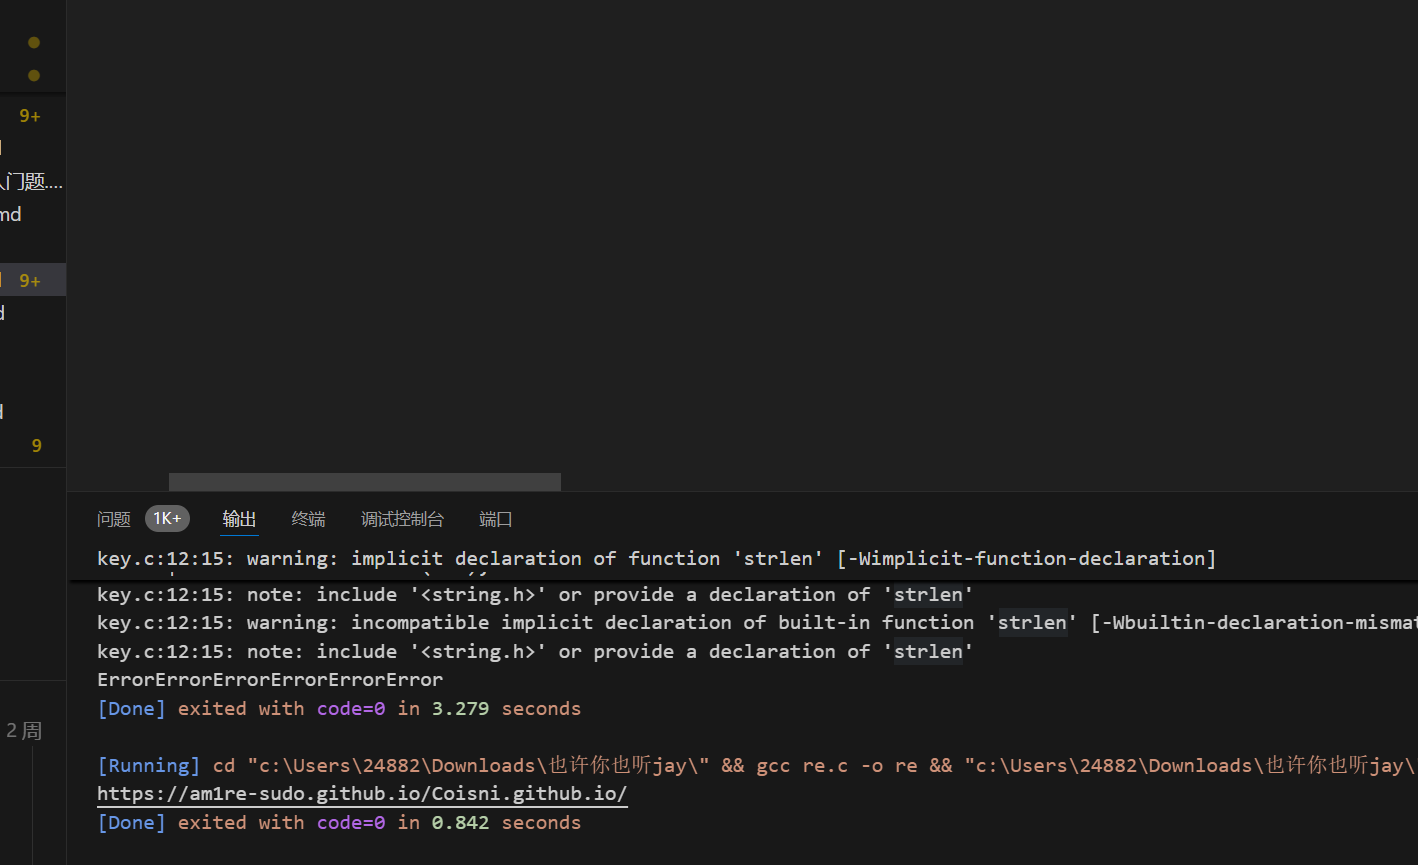 9+
门题....
md
9+
9
2 周
问题 1K+ 输出 终端 调试控制台 端口
key.c:12:15: warning: implicit declaration of function 'strlen' [-Wimplicit-function-declaration]
key.c:12:15: note: include '<string.h>' or provide a declaration of 'strlen'
key.c:12:15: warning: incompatible implicit declaration of built-in function 'strlen' [-Wbuiltin-declaration-mismat
key.c:12:15: note: include '<string.h>' or provide a declaration of 'strlen'
ErrorErrorErrorErrorErrorError
[Done] exited with code=0 in 3.279 seconds
[Running] cd "c:\Users\24882\Downloads\也许你也听jay\" && gcc re.c -o re && "c:\Users\24882\Downloads\也许你也听jay\
https://am1re-sudo.github.io/Coisni.github.io/
[Done] exited with code=0 in 0.842 seconds